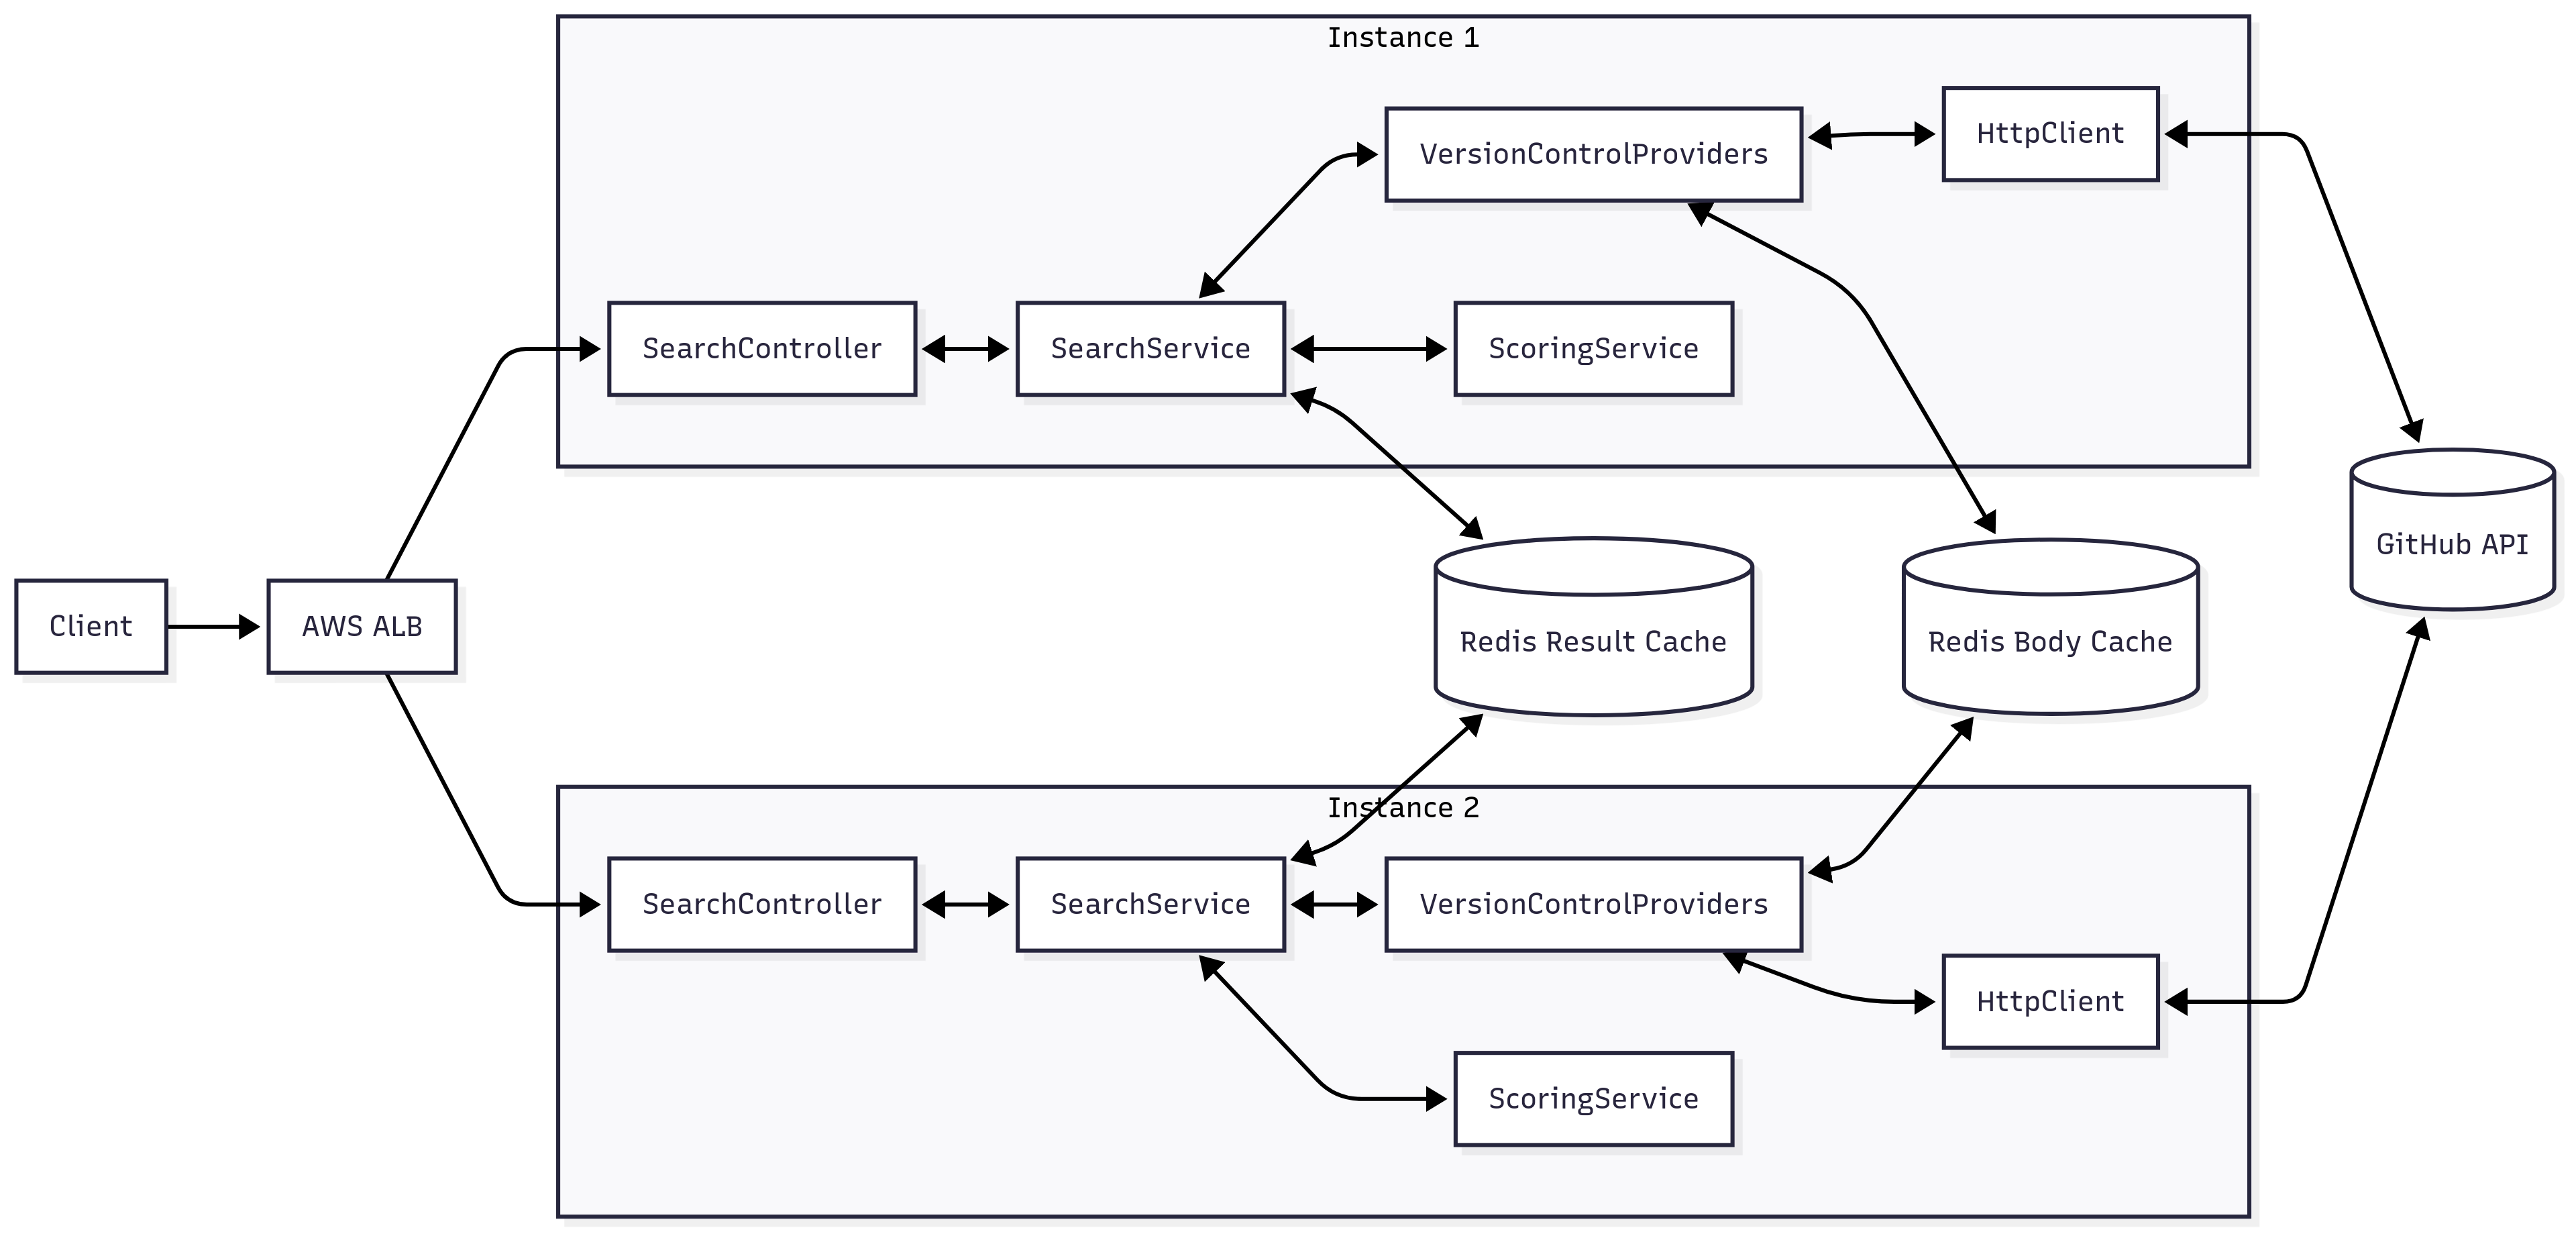 Instance 1
HttpClient
VersionControlProviders
SearchController
SearchService
ScoringService
GitHub API
Client
AWS ALB
Redis Result Cache
Redis Body Cache
Instance 2
SearchController
SearchService
VersionControlProviders
HttpClient
ScoringService